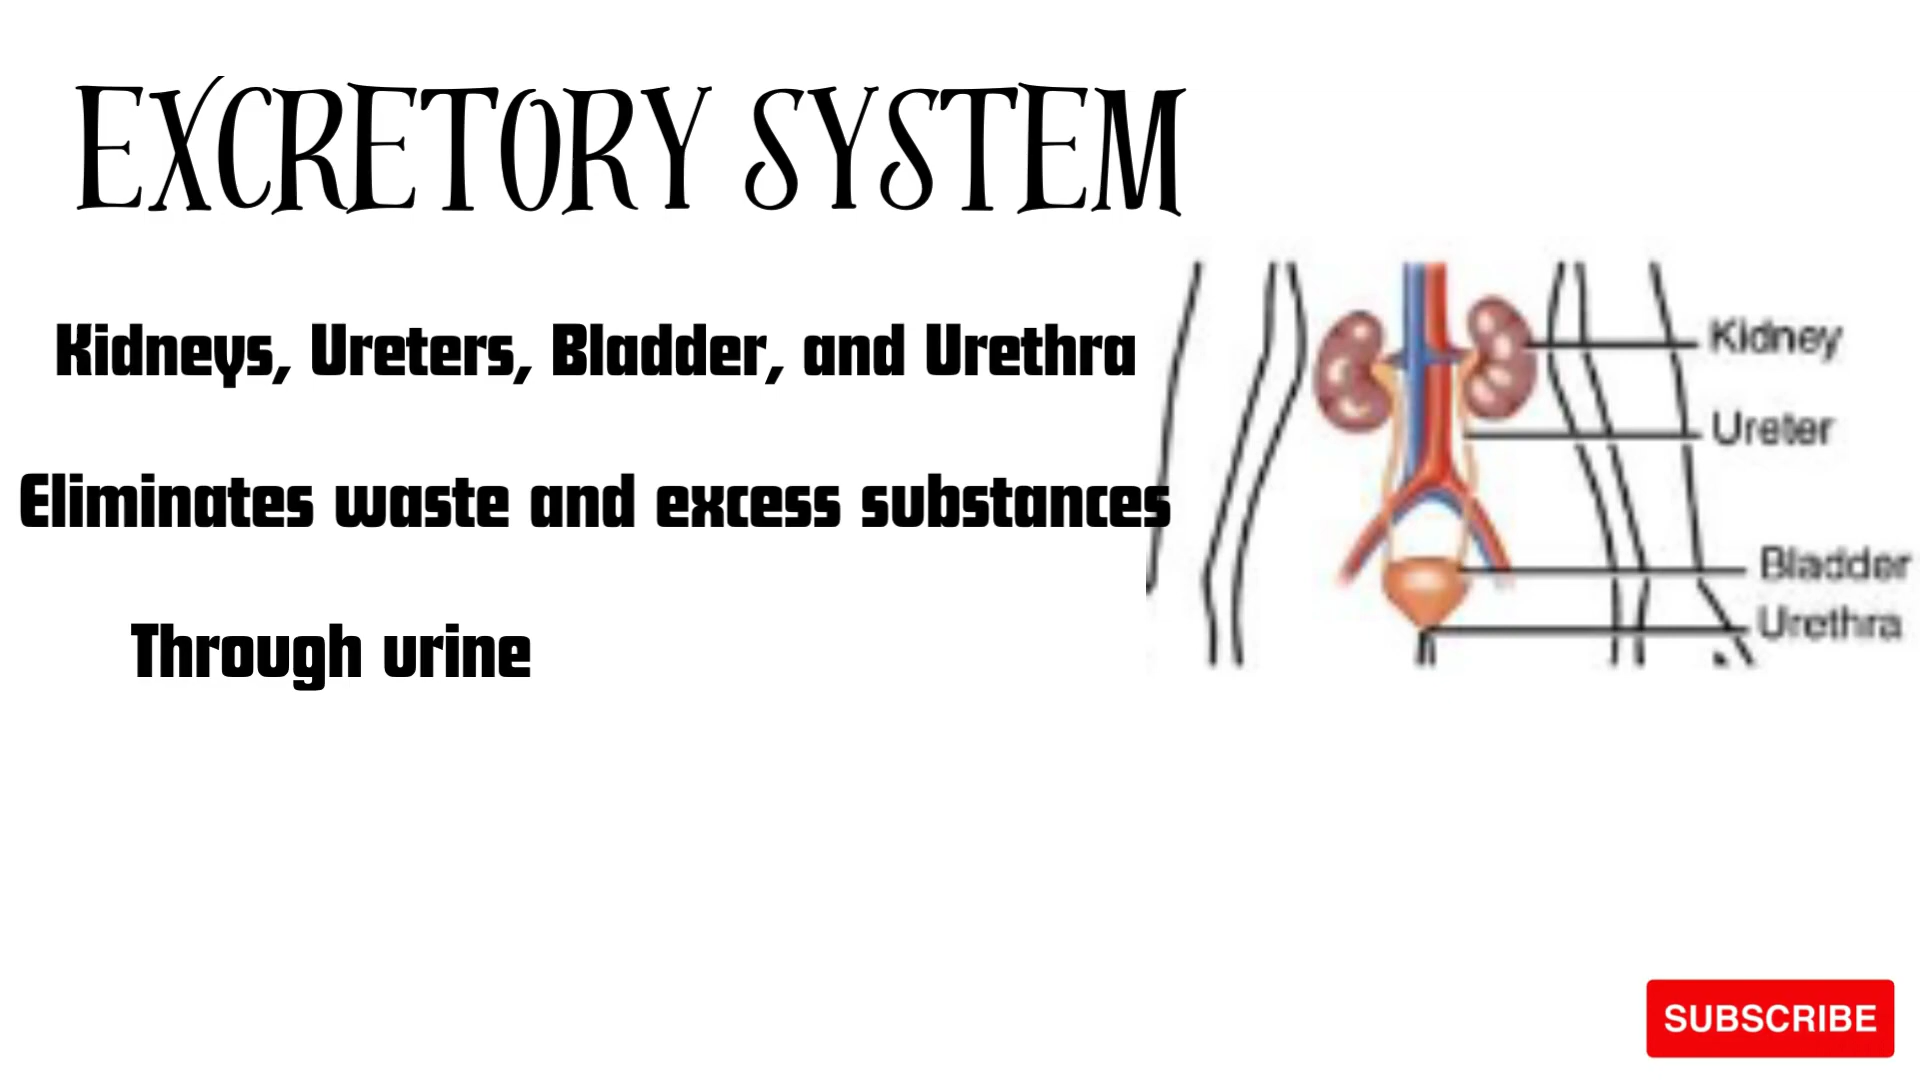 EXCRETORY SYSTEM
Kidneys, Ureters, Bladder, and Urethra
Eliminates waste and excess substances
Through urine
Kidney
Ureter
Bladder
Urethra
SUBSCRIBE